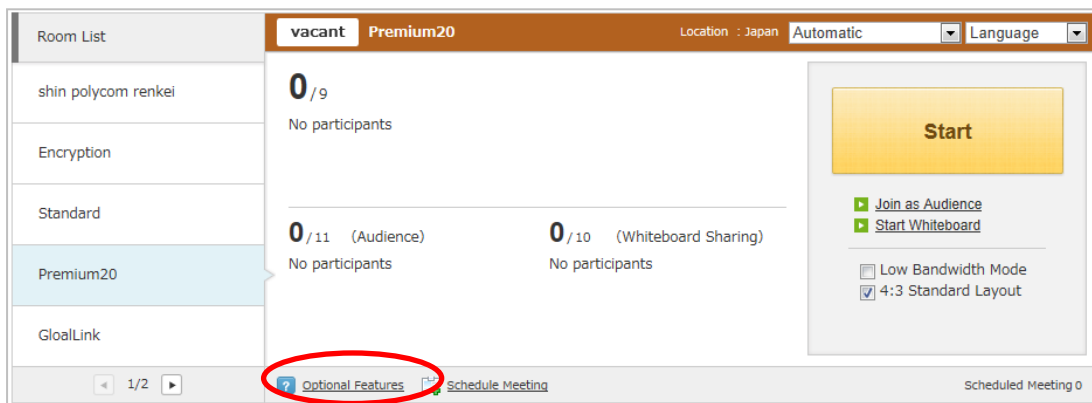 Room List
shin polycom renkei
Encryption
Standard
Premium20
GloalLink
1/2
vacant Premium20 Location : Japan Automatic Language
0/9
No participants
0/11 (Audience)
No participants
0/10 (Whiteboard Sharing)
No participants
Start
Join as Audience
Start Whiteboard
Low Bandwidth Mode
4:3 Standard Layout
? Optional Features Schedule Meeting Scheduled Meeting 0